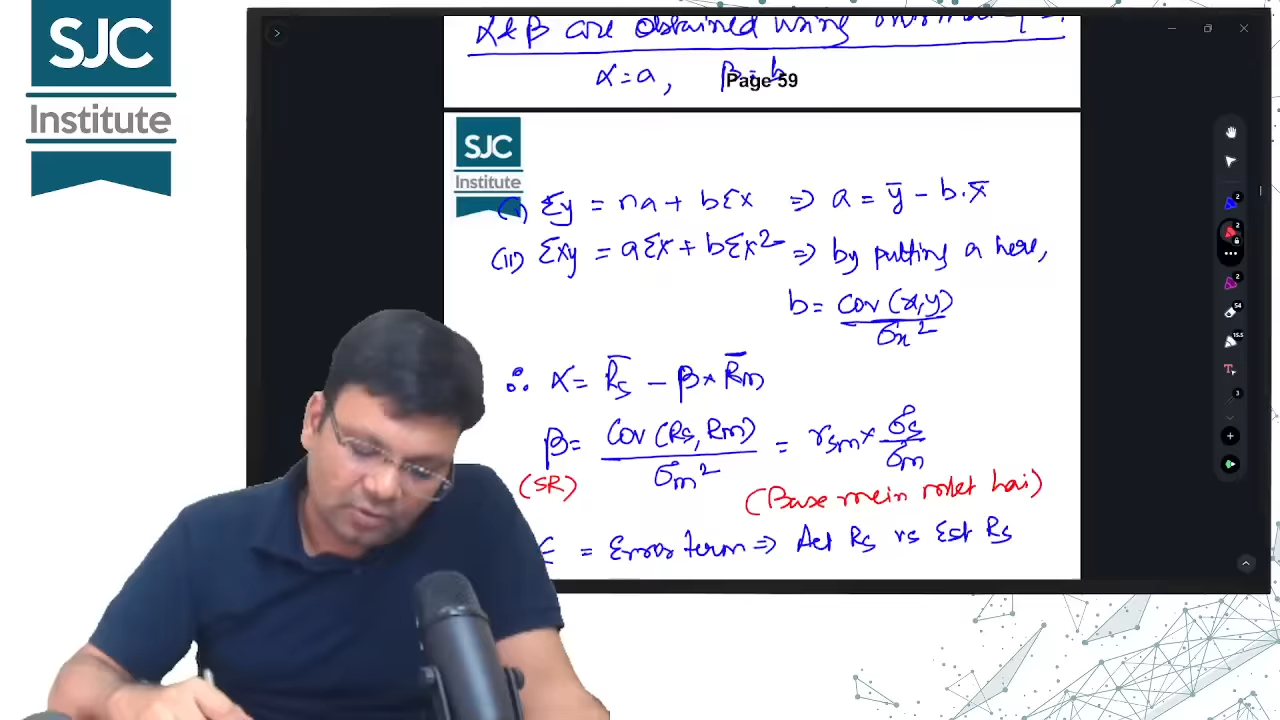 SJC
Institute
α & β are obtained using
α = a, β = b
Page 59
SJC
Institute
(i) Σy = na + bΣx ⇒ a = ȳ - b.x̄
(ii) Σxy = aΣx + bΣx² ⇒ by putting a here,
b = Cov (x,y) / σx²
∴ α = R̄s - β × R̄m
β = Cov (Rs, Rm) / σm² = rsm × σs / σm
(SR) (Base mein mkt hai)
ε = Error term ⇒ Act Rs vs Est Rs